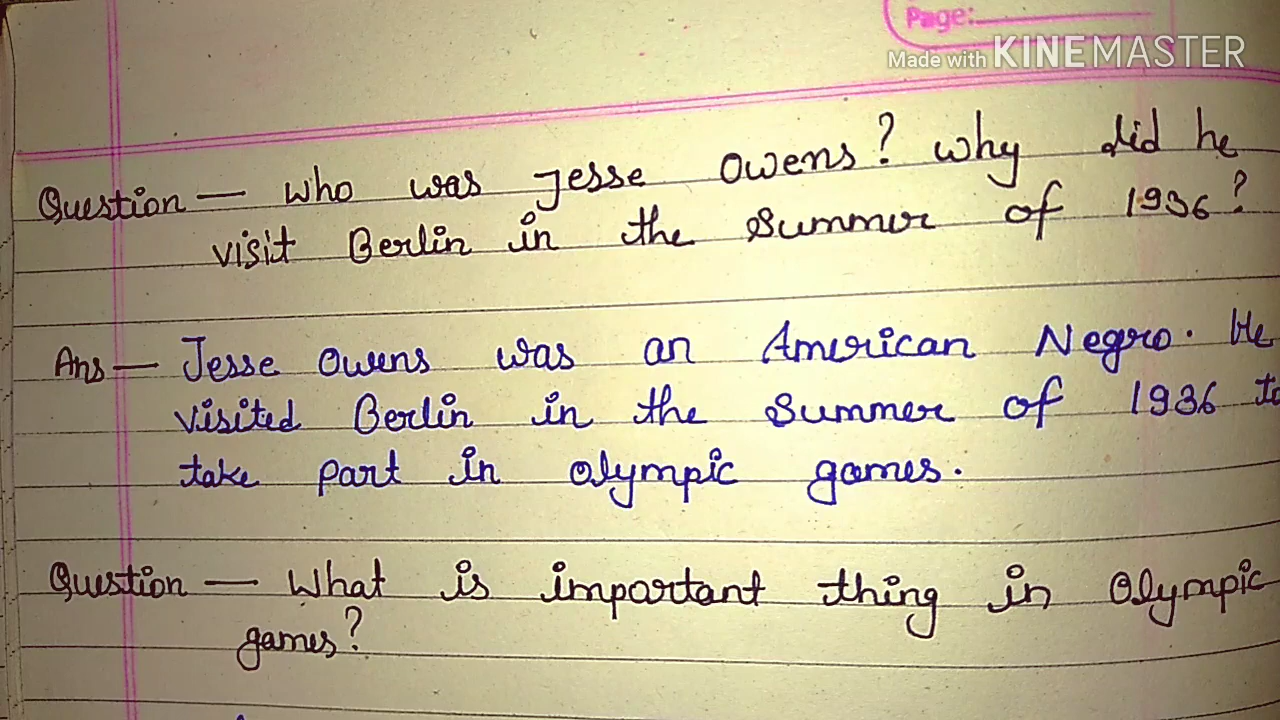 Page:
Made with KINEMASTER
Question — Who was Jesse Owens? Why did he
visit Berlin in the summer of 1936?
Ans — Jesse Owens was an American Negro. He
visited Berlin in the summer of 1936 to
take part in Olympic games.
Question — What is important thing in Olympic
games?